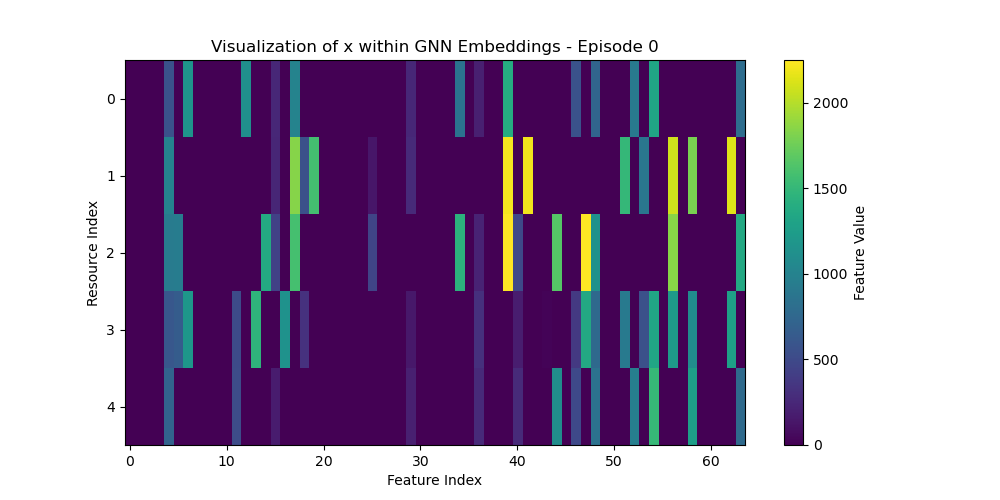 Visualization of x within GNN Embeddings - Episode 0
Resource Index
0
1
2
3
4
0 10 20 30 40 50 60
Feature Index
2000
1500
1000
500
0
Feature Value